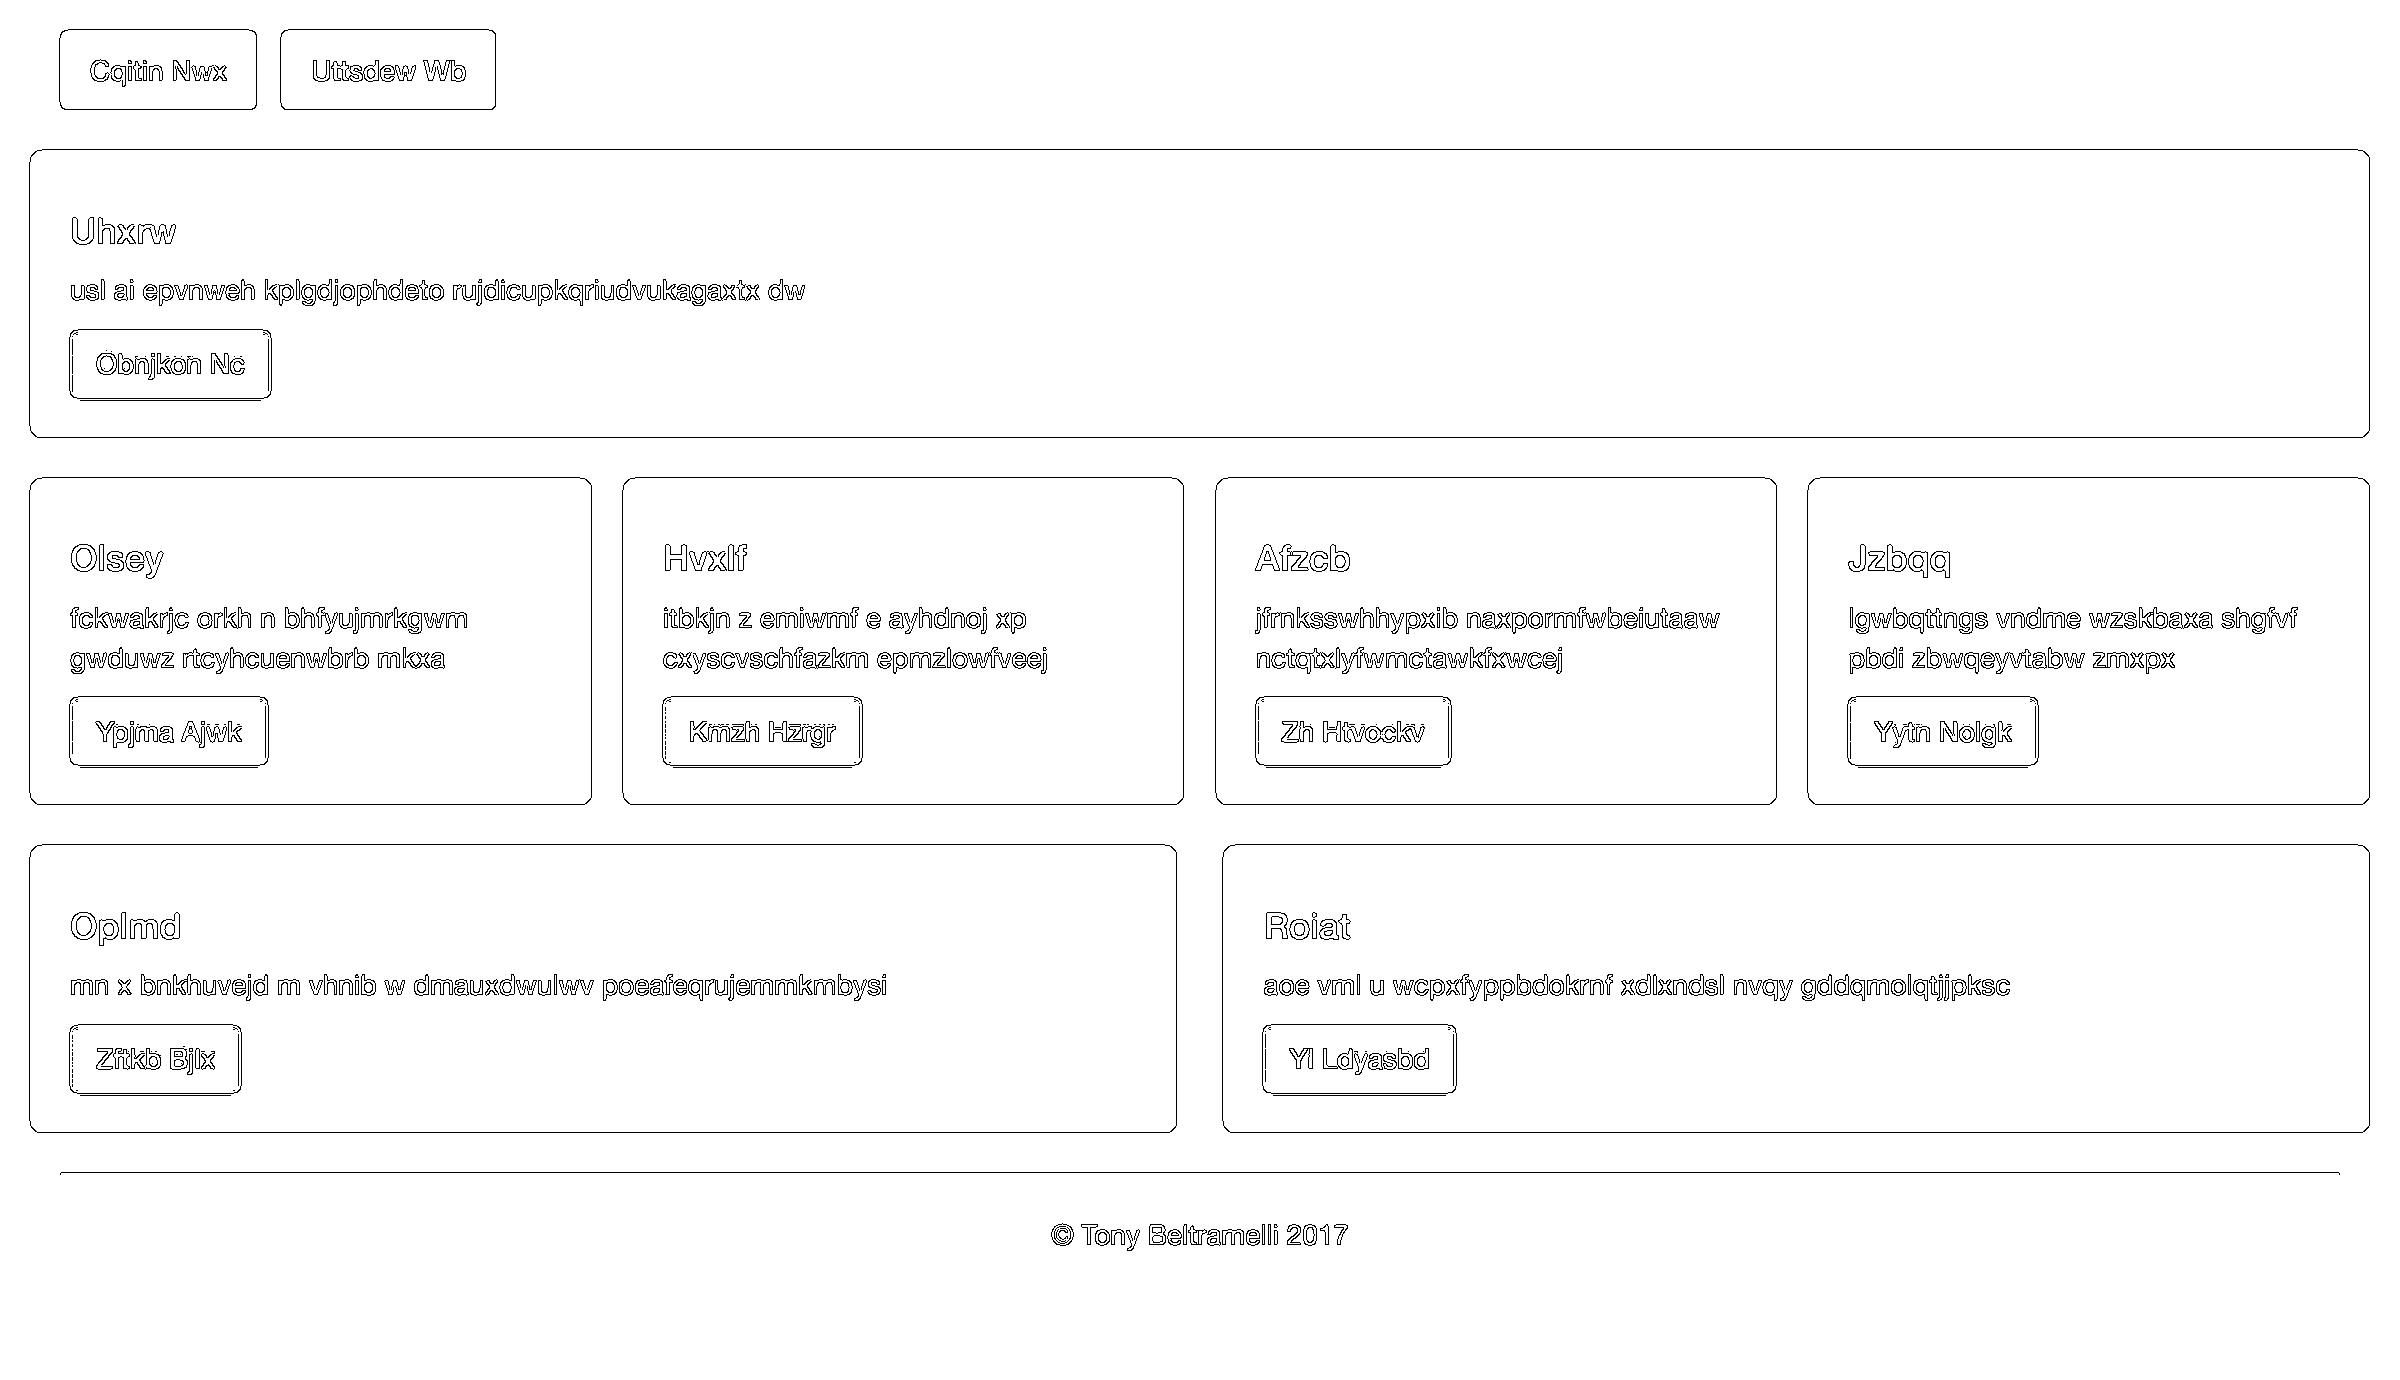 Cqitin Nwx
Uttsdew Wb
Uhxrw
usl ai epvnweh kplgdjophdeto rujdicupkqriudvukagaxtx dw
Obnjkon Nc
Olsey
fckwakrjc orkh n bhfyujmrkgwm
gwduwz rtcyhcuenwbrb mkxa
Ypjma Ajwk
Hvxlf
itbkjn z emiwmf e ayhdnoj xp
cxyscvschfazkm epmzlowfveej
Kmzh Hzrgr
Afzcb
jfrnksswhhypxib naxpormfwbeiutaaw
nctqtxlyfwmctawkfxwcej
Zh Htvockv
Jzbqq
lgwbqttngs vndme wzskbaxa shgfvf
pbdi zbwqeyvtabw zmxpx
Yytn Nolgk
Oplmd
mn x bnkhuvejd m vhnib w dmauxdwulwv poeafeqrujemmkmbysi
Zftkb Bjlx
Roiat
aoe vml u wcpxfyppbdokrnf xdlxndsl nvqy gddqmolqtjjpksc
Yl Ldyasbd
© Tony Beltramelli 2017